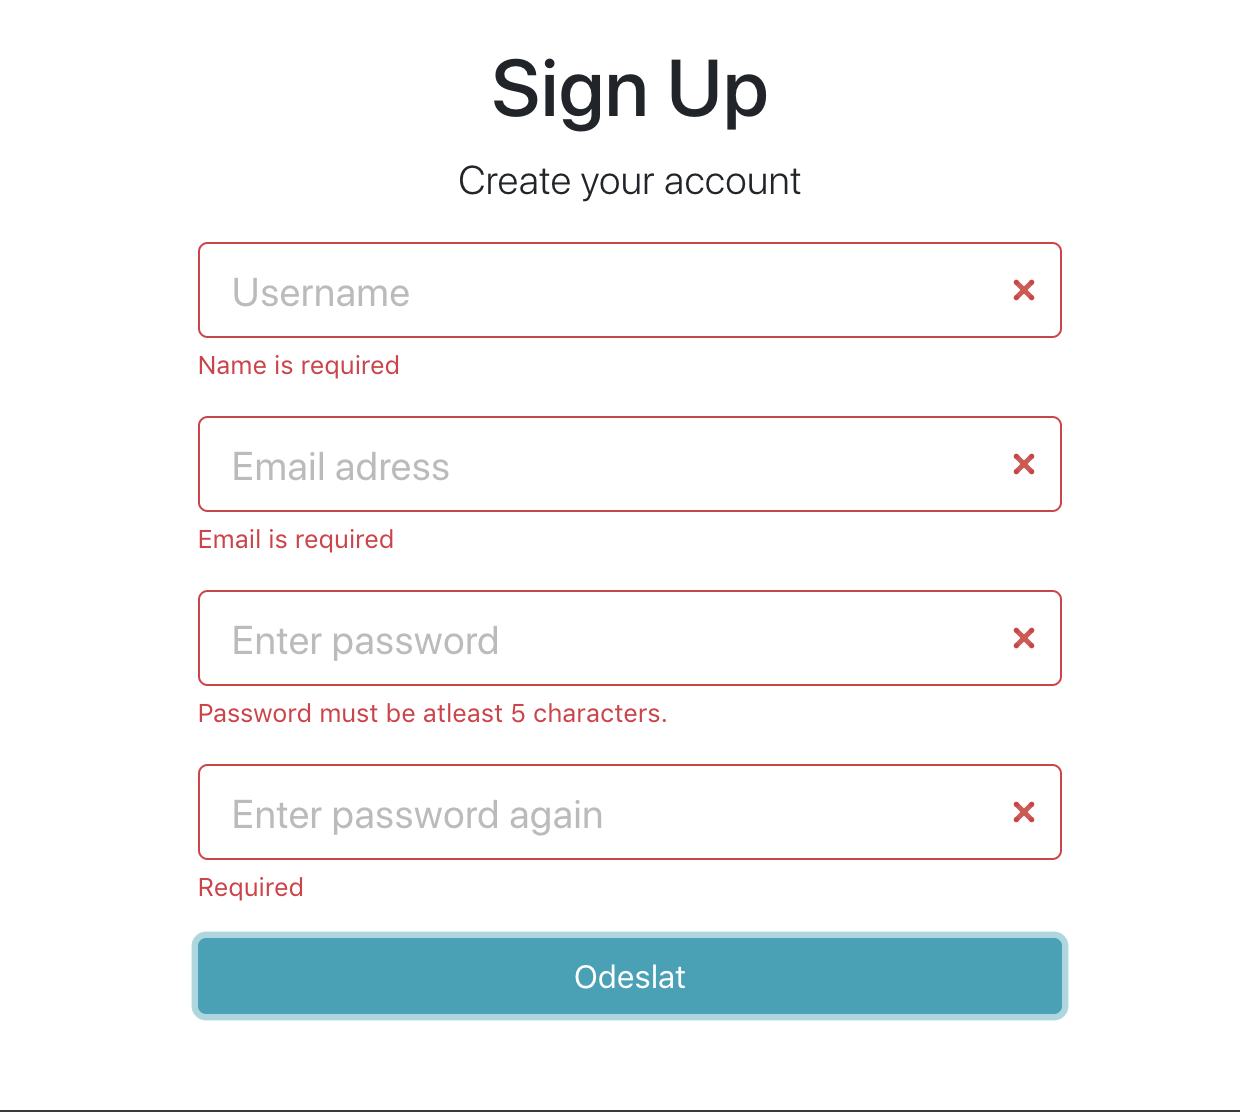 Sign Up
Create your account
Username
Name is required
Email adress
Email is required
Enter password
Password must be atleast 5 characters.
Enter password again
Required
Odeslat